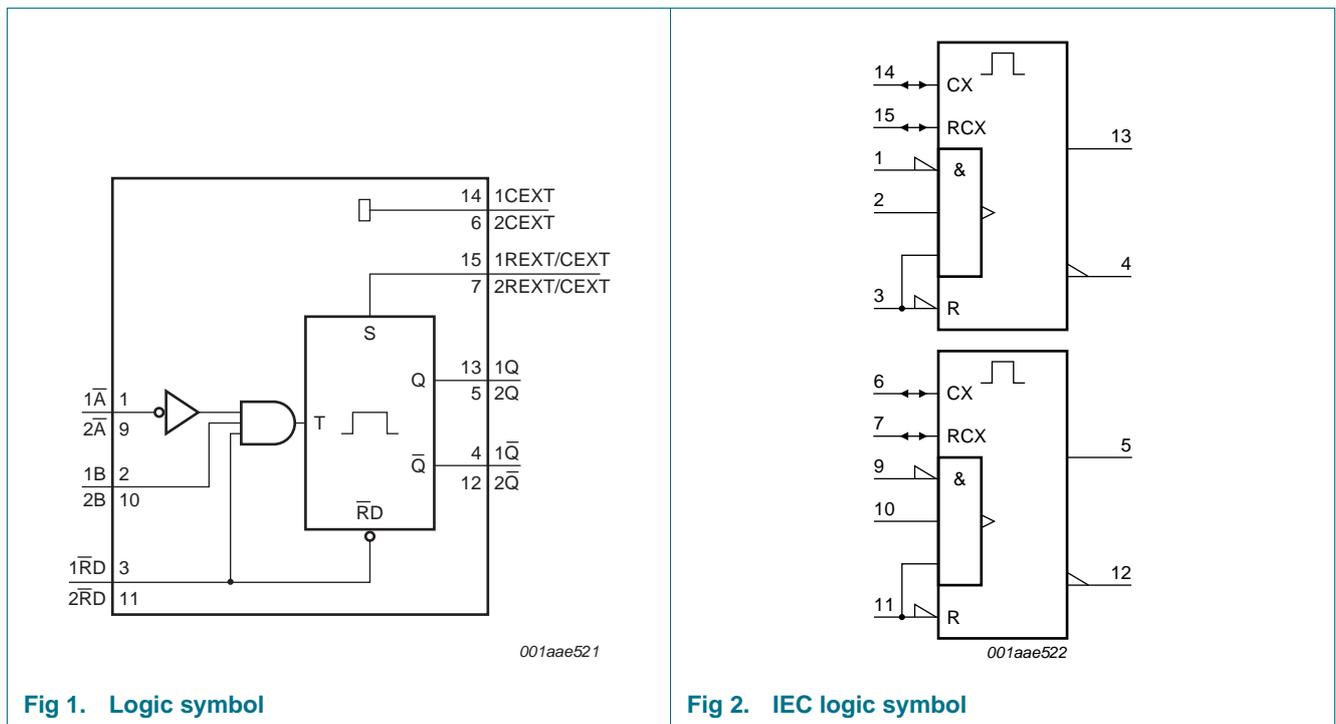 14 1CEXT
6 2CEXT
15 1REXT/CEXT
7 2REXT/CEXT
S
13 1Q
Q
5 2Q
1A̅ 1
2A̅ 9
T
4 1Q̅
Q̅
12 2Q̅
1B 2
2B 10
R̅D
1R̅D 3
2R̅D 11
001aae521
Fig 1. Logic symbol
14 CX
15 RCX
13
1 &
2
4
3 R
6 CX
7 RCX
5
9 &
10
12
11 R
001aae522
Fig 2. IEC logic symbol